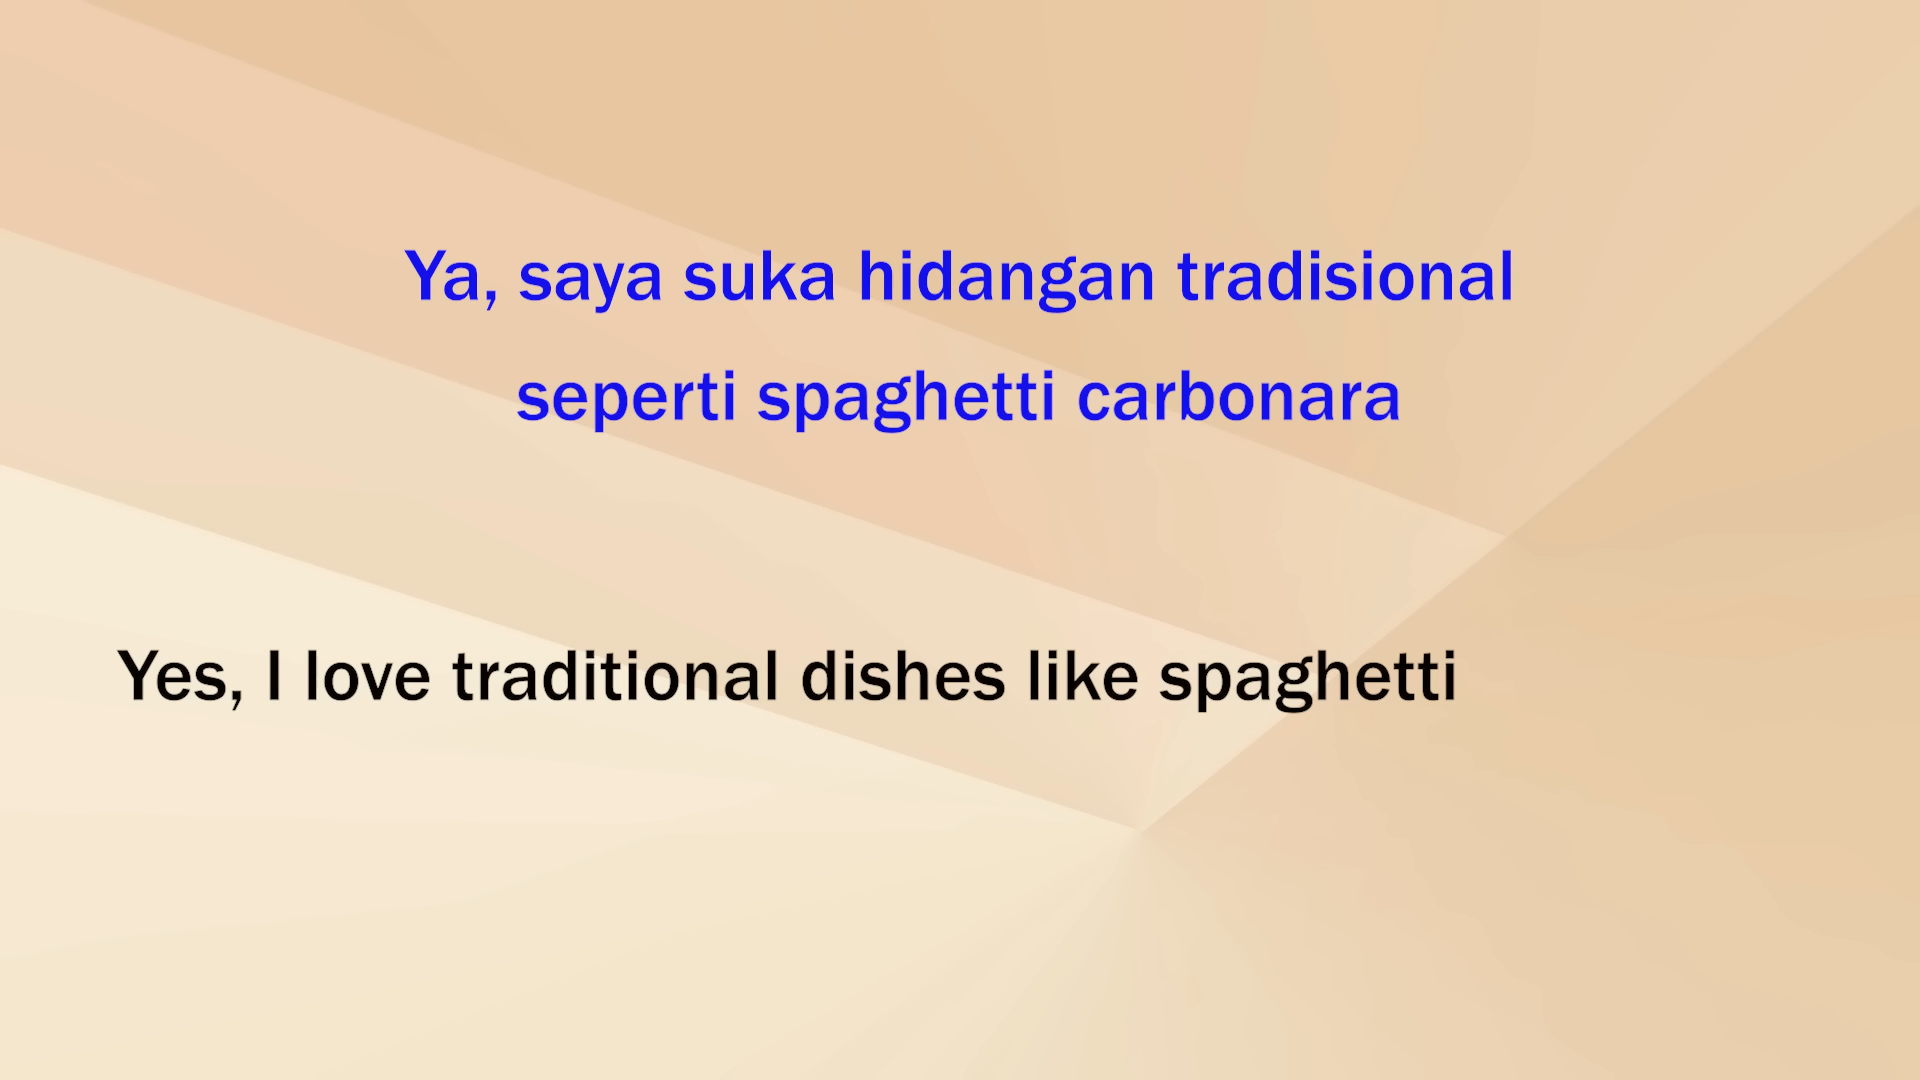 Ya, saya suka hidangan tradisional
seperti spaghetti carbonara
Yes, I love traditional dishes like spaghetti